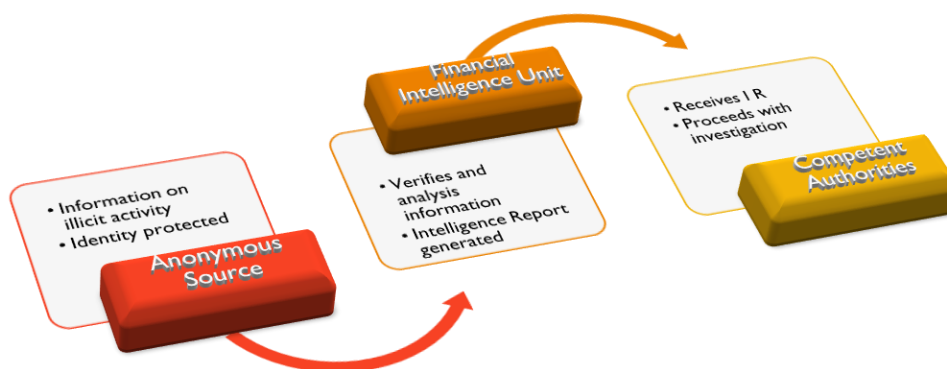 • Information on
illicit activity
• Identity protected
Anonymous
Source
Financial
Intelligence Unit
• Verifies and
analysis
information
• Intelligence Report
generated
• Receives I R
• Proceeds with
investigation
Competent
Authorities